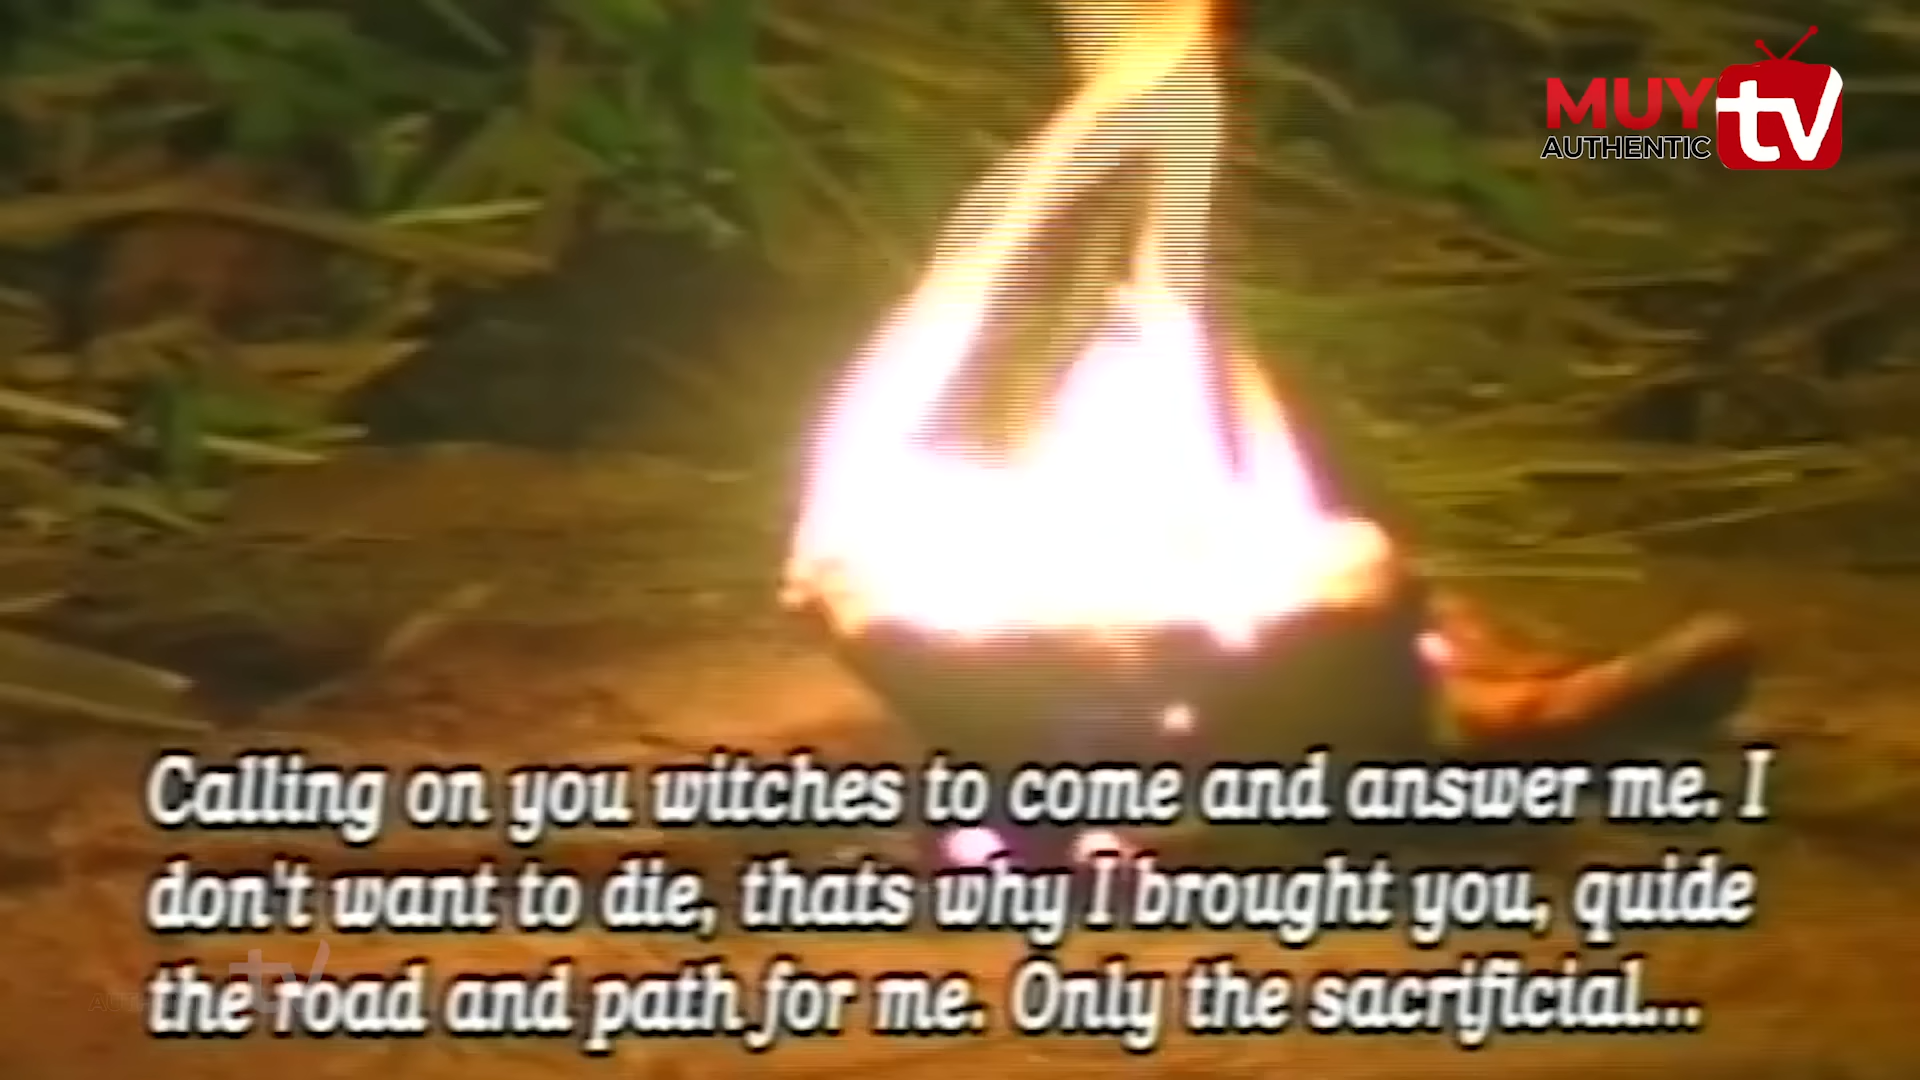 MUY
AUTHENTIC
tv
Calling on you witches to come and answer me. I
don't want to die, thats why I brought you, quide
the road and path for me. Only the sacrificial...
tv